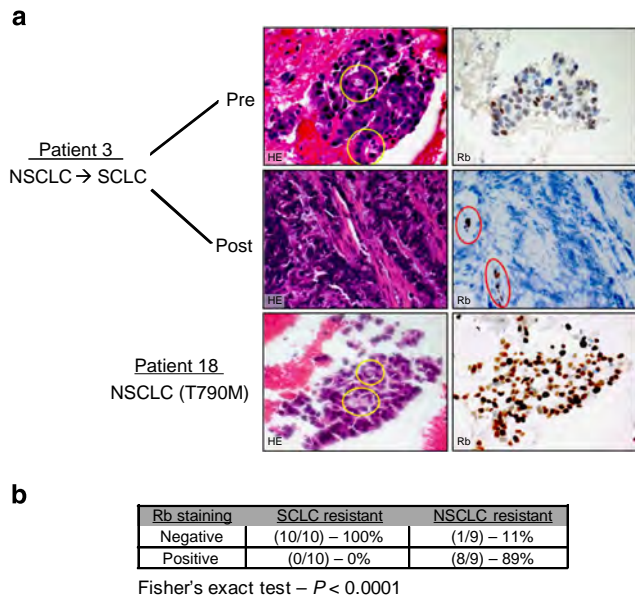 a
Pre
Patient 3
NSCLC → SCLC
Post
HE
Rb
HE
Rb
Patient 18
NSCLC (T790M)
HE
Rb
b
Rb staining SCLC resistant NSCLC resistant
Negative (10/10) – 100% (1/9) – 11%
Positive (0/10) – 0% (8/9) – 89%
Fisher's exact test – P < 0.0001